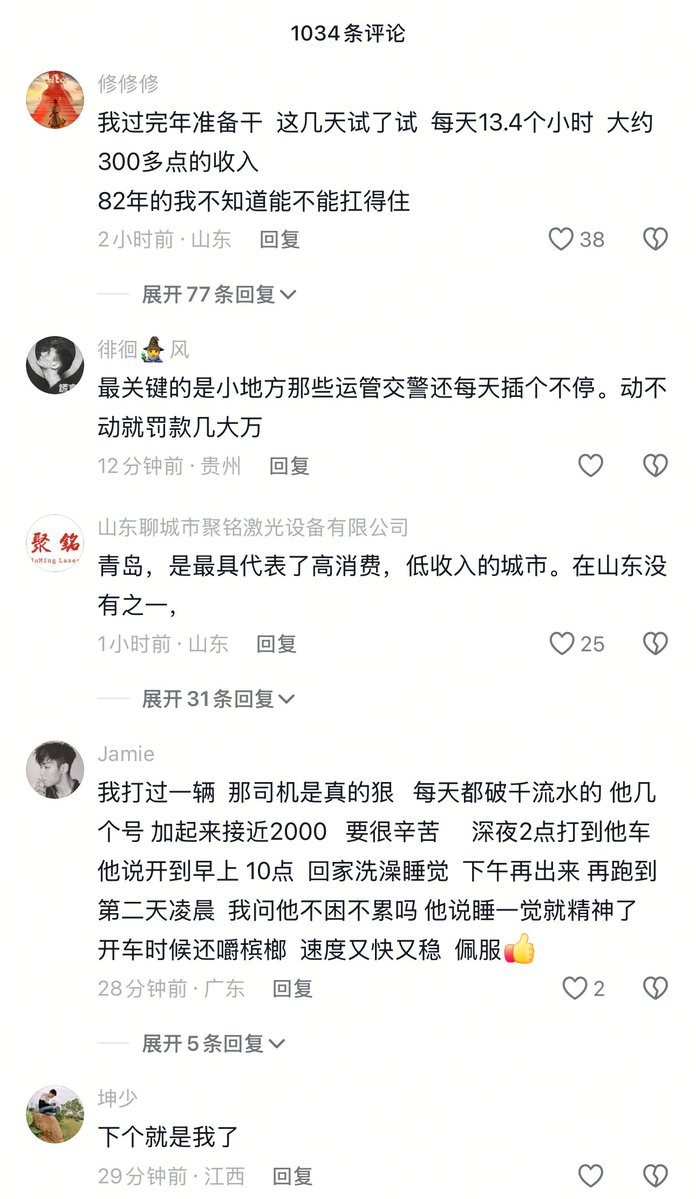 1034条评论
修修修
我过完年准备干 这几天试了试 每天13.4个小时 大约
300多点的收入
82年的我不知道能不能扛得住
2小时前·山东 回复
38
展开77条回复
徘徊🧙‍♂️风
最关键的是小地方那些运管交警还每天插个不停。动不
动就罚款几大万
12分钟前·贵州 回复
山东聊城市聚铭激光设备有限公司
聚 铭
JuMing Laser
青岛，是最具代表了高消费，低收入的城市。在山东没
有之一，
1小时前·山东 回复
25
展开31条回复
Jamie
我打过一辆 那司机是真的狠 每天都破千流水的 他几
个号 加起来接近2000 要很辛苦 深夜2点打到他车
他说开到早上 10点 回家洗澡睡觉 下午再出来 再跑到
第二天凌晨 我问他不困不累吗 他说睡一觉就精神了
开车时候还嚼槟榔 速度又快又稳 佩服👍
28分钟前·广东 回复
2
展开5条回复
坤少
下个就是我了
29分钟前·江西 回复